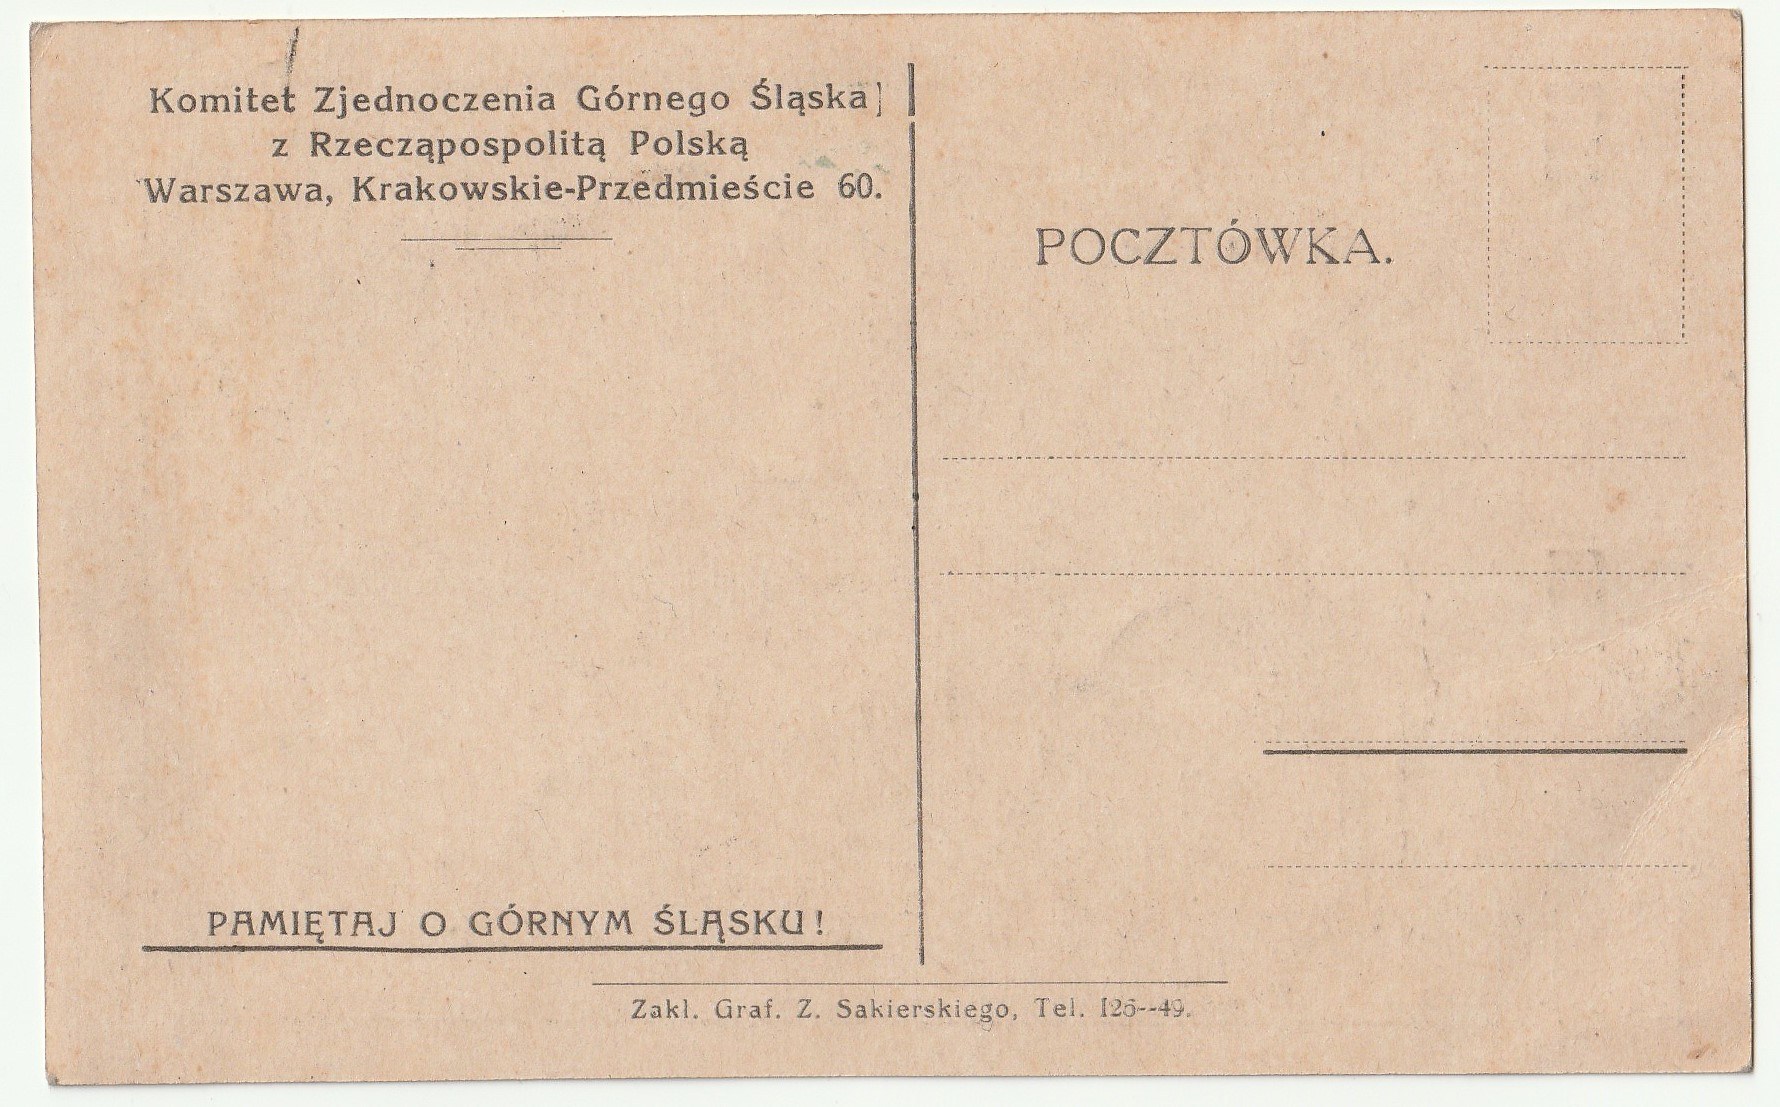 Komitet Zjednoczenia Górnego Śląska
z Rzecząpospolitą Polską
Warszawa, Krakowskie-Przedmieście 60.
POCZTÓWKA.
PAMIĘTAJ O GÓRNYM ŚLĄSKU!
Zakł. Graf. Z. Sakierskiego, Tel. 126--49.